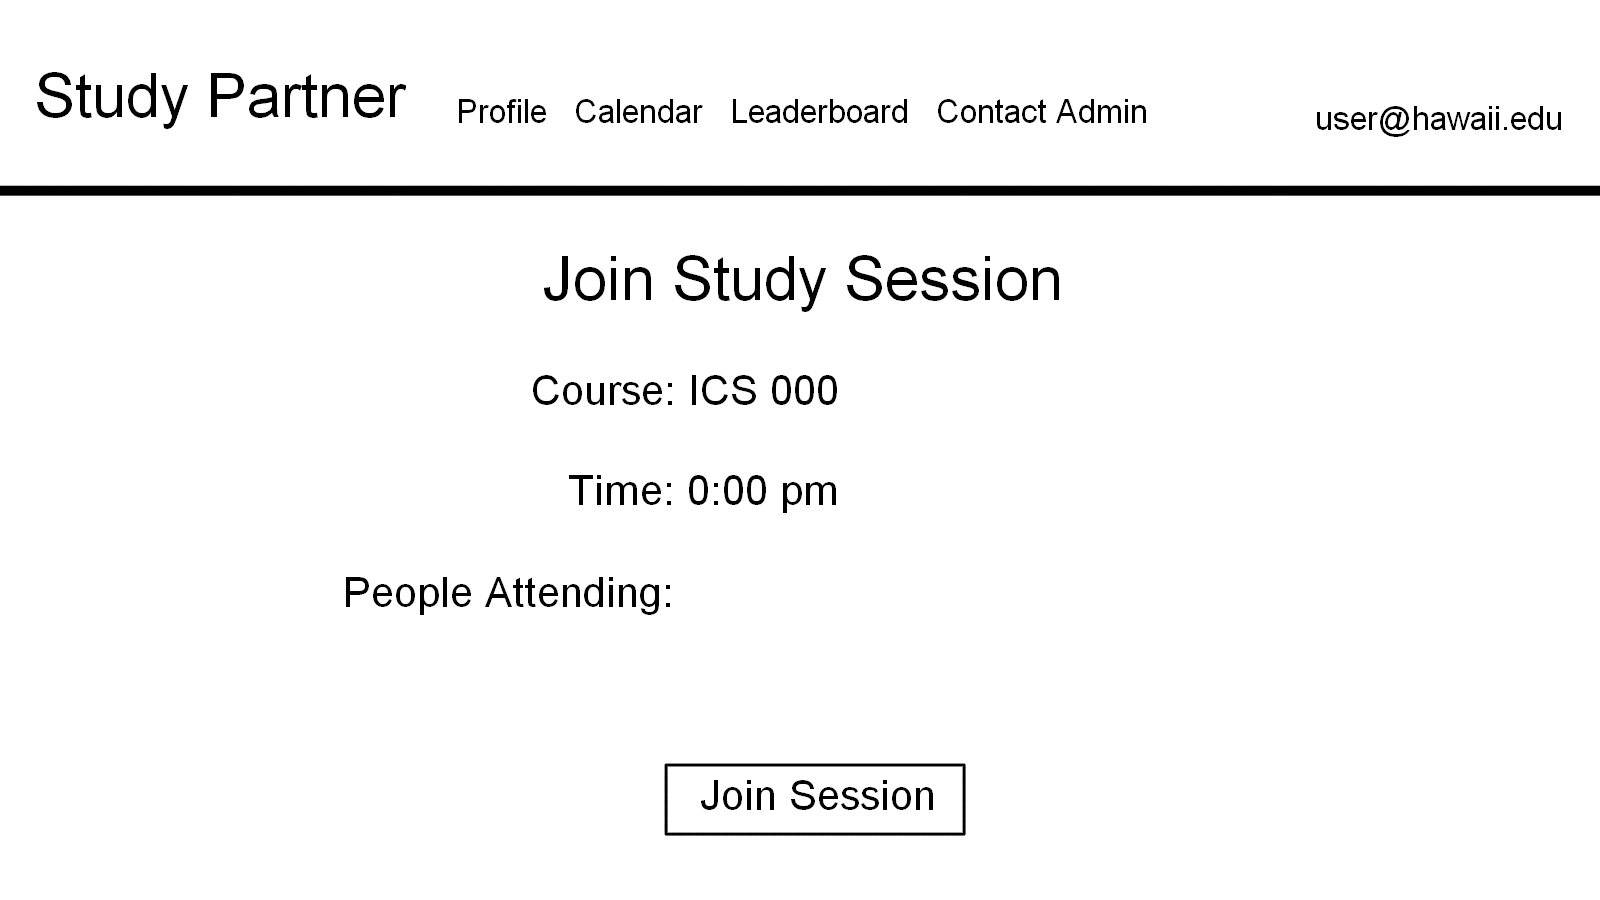 Study Partner Profile Calendar Leaderboard Contact Admin user@hawaii.edu
Join Study Session
Course: ICS 000
Time: 0:00 pm
People Attending:
Join Session